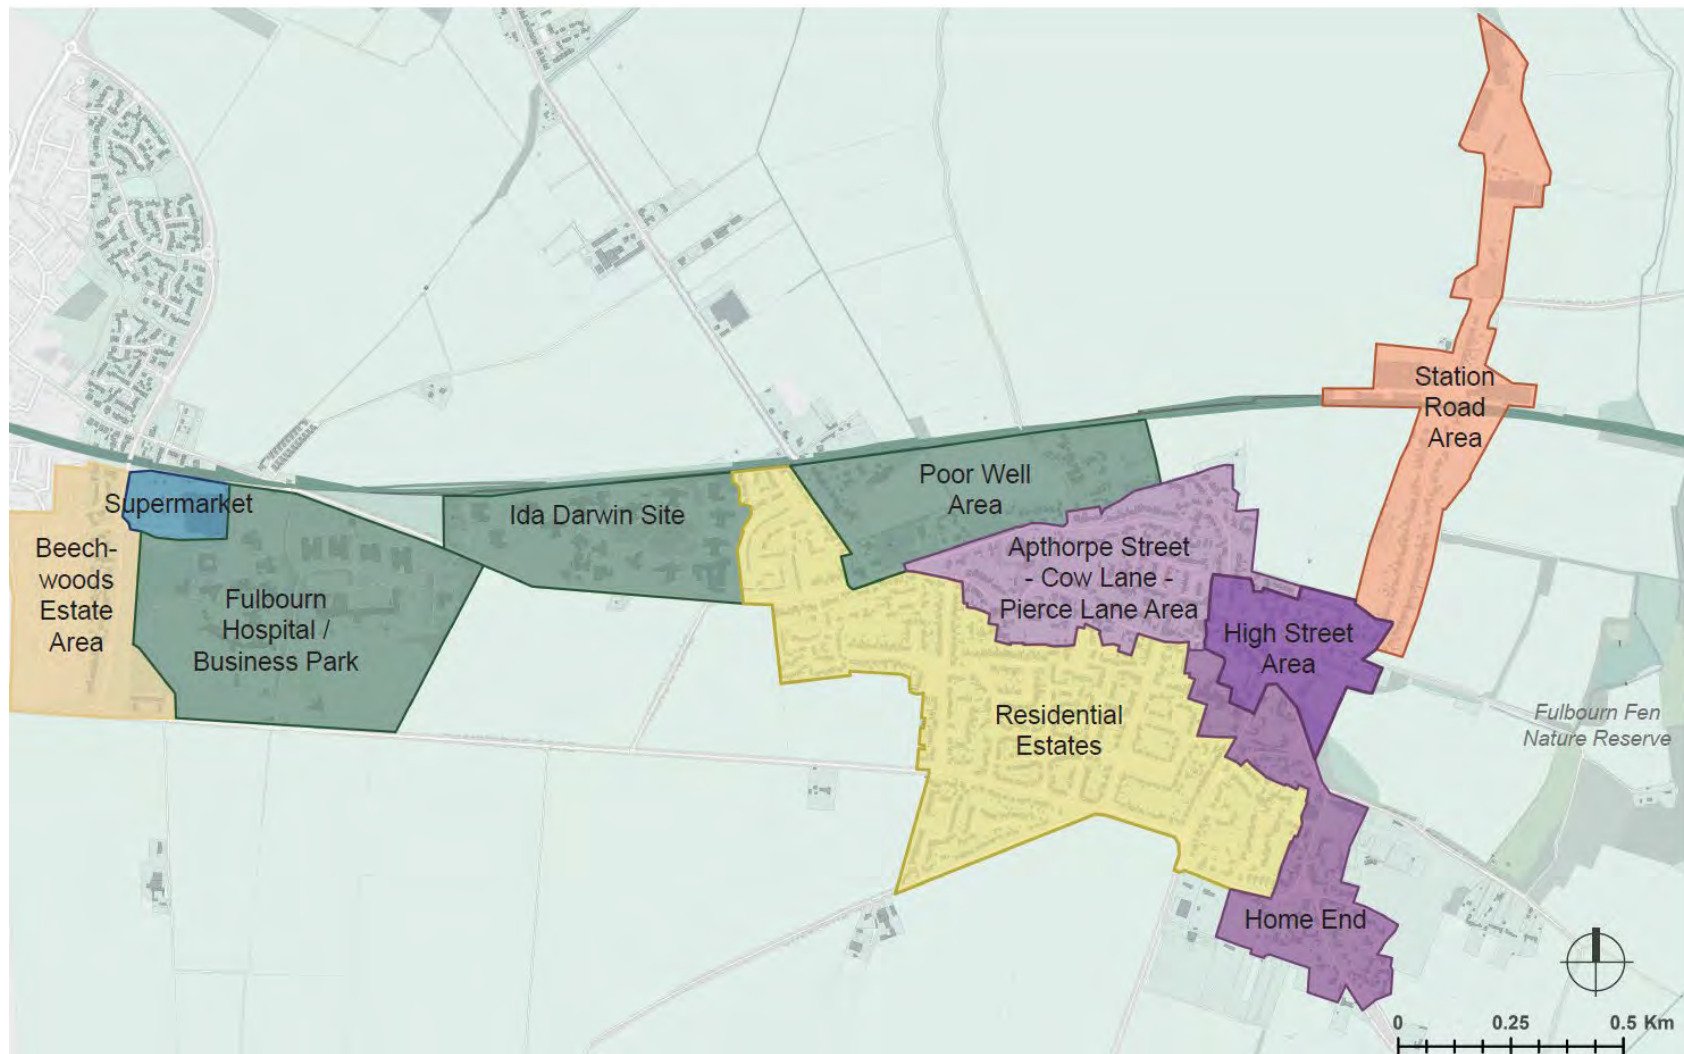 Station
Road
Area
Poor Well
Area
Supermarket
Ida Darwin Site
Beech-
woods
Estate
Area
Apthorpe Street
- Cow Lane -
Pierce Lane Area
Fulbourn
Hospital /
Business Park
High Street
Area
Residential
Estates
Fulbourn Fen
Nature Reserve
Home End
0 0.25 0.5 Km